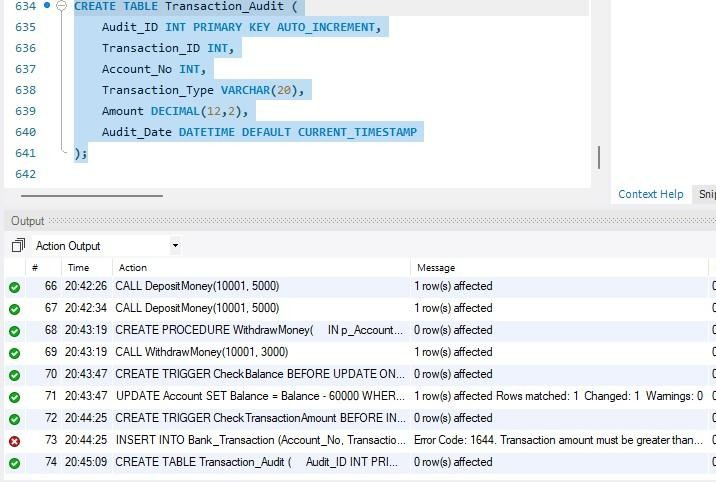 634 CREATE TABLE Transaction_Audit (
635 Audit_ID INT PRIMARY KEY AUTO_INCREMENT,
636 Transaction_ID INT,
637 Account_No INT,
638 Transaction_Type VARCHAR(20),
639 Amount DECIMAL(12,2),
640 Audit_Date DATETIME DEFAULT CURRENT_TIMESTAMP
641 );
642
Context Help Snip
Output
Action Output
# Time Action Message
66 20:42:26 CALL DepositMoney(10001, 5000) 1 row(s) affected
67 20:42:34 CALL DepositMoney(10001, 5000) 1 row(s) affected
68 20:43:19 CREATE PROCEDURE WithdrawMoney( IN p_Account... 0 row(s) affected
69 20:43:19 CALL WithdrawMoney(10001, 3000) 1 row(s) affected
70 20:43:47 CREATE TRIGGER CheckBalance BEFORE UPDATE ON... 0 row(s) affected
71 20:43:47 UPDATE Account SET Balance = Balance - 60000 WHER... 1 row(s) affected Rows matched: 1 Changed: 1 Warnings: 0
72 20:44:25 CREATE TRIGGER CheckTransactionAmount BEFORE IN... 0 row(s) affected
73 20:44:25 INSERT INTO Bank_Transaction (Account_No, Transactio... Error Code: 1644. Transaction amount must be greater than...
74 20:45:09 CREATE TABLE Transaction_Audit ( Audit_ID INT PRI... 0 row(s) affected